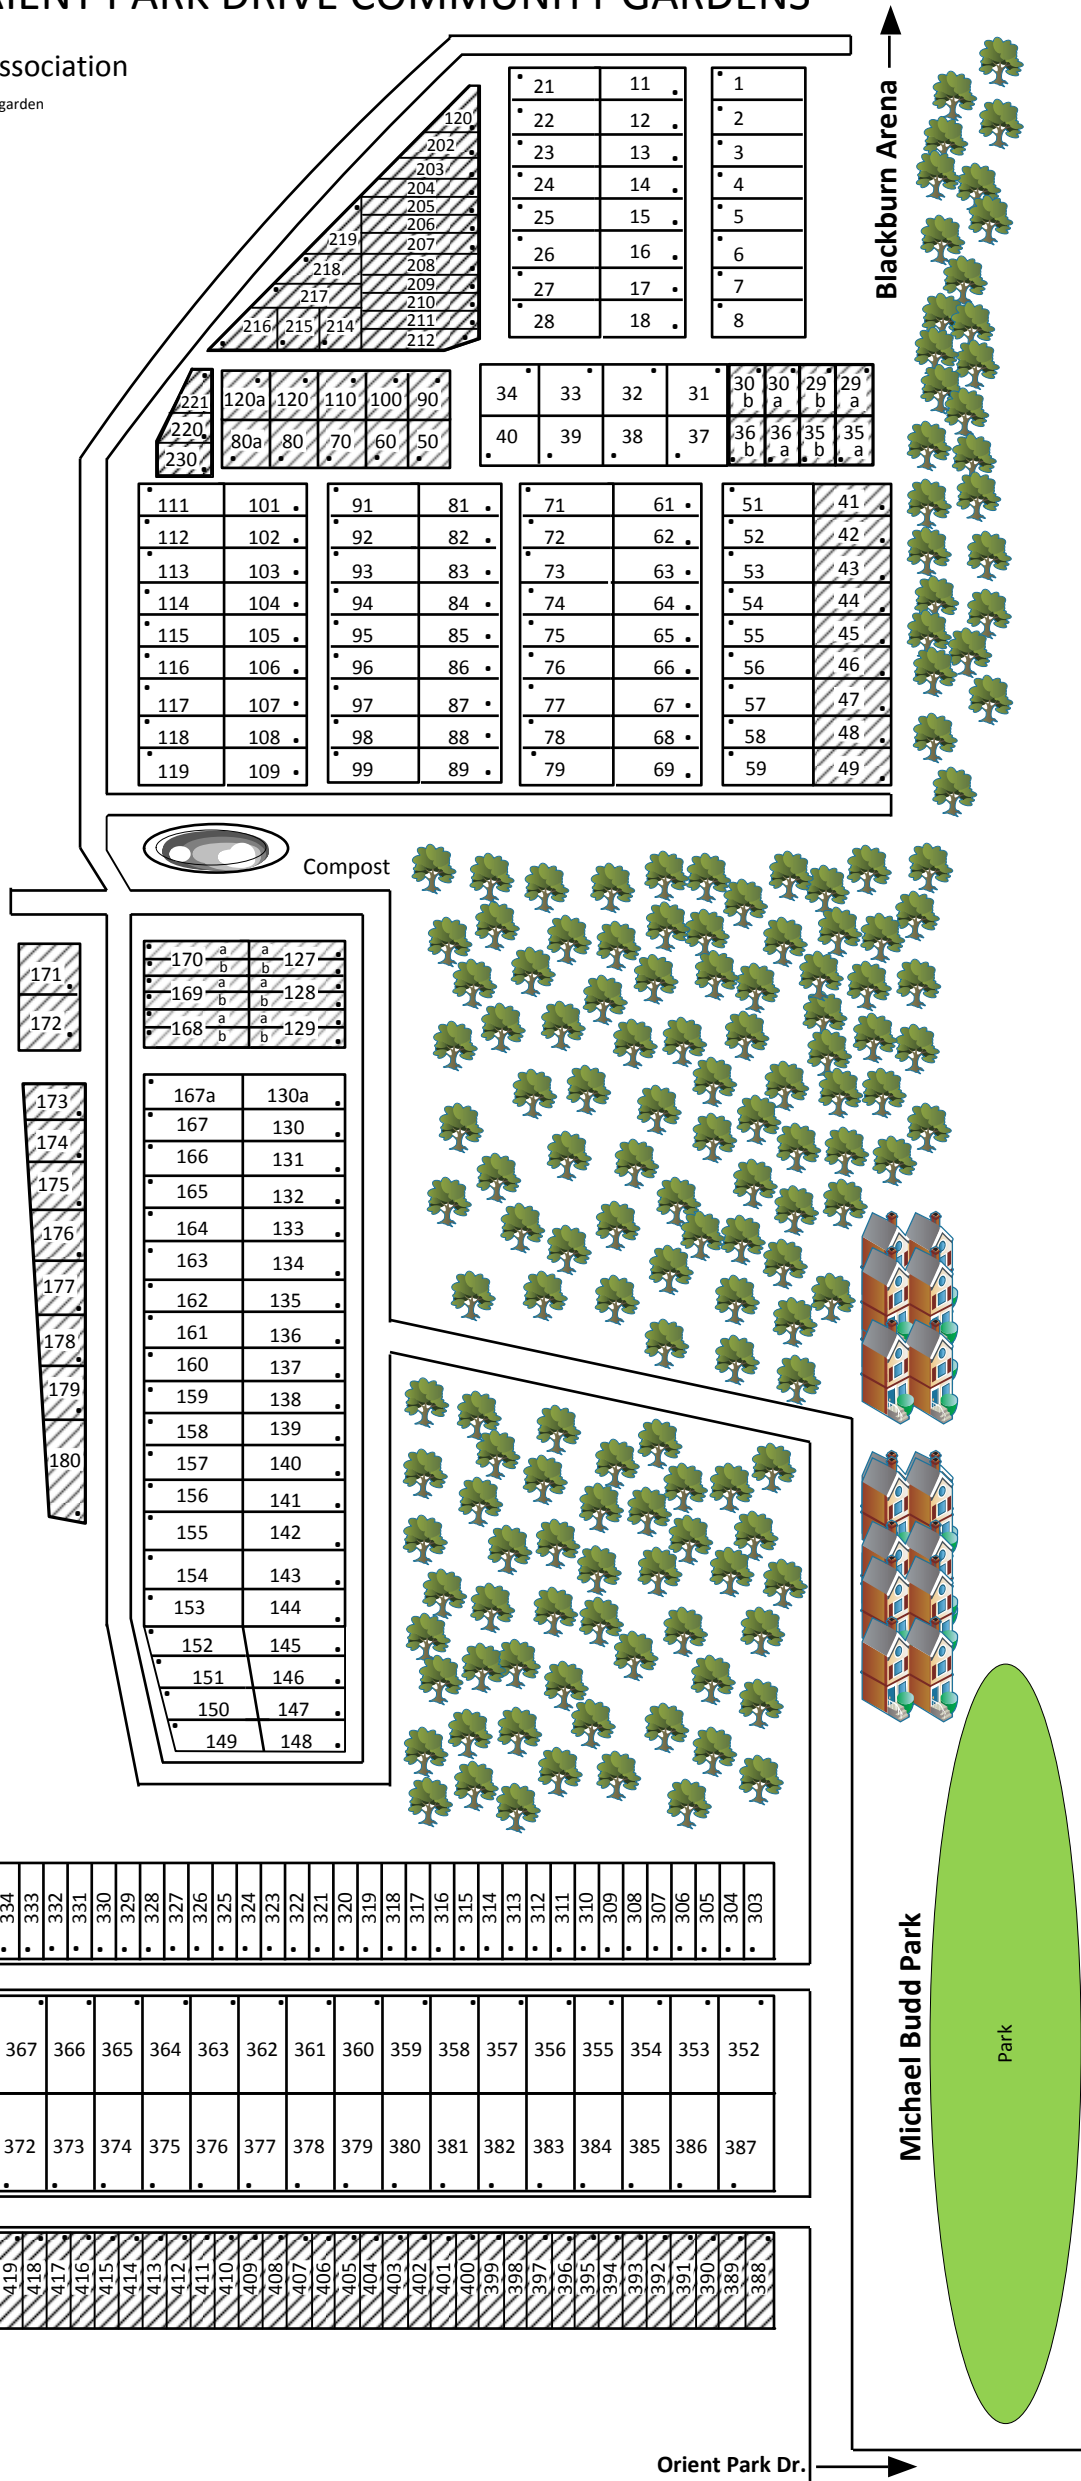 RIENT PARK DRIVE COMMUNITY GARDENS
ssociation
garden
Blackburn Arena
120
202
203
204
205
206
207
208
209
210
211
212
219
218
217
216 215 214
21 11
22 12
23 13
24 14
25 15
26 16
27 17
28 18
1
2
3
4
5
6
7
8
221
220
230
120a 120 110 100 90
80a 80 70 60 50
34 33 32 31 30 b 30 a 29 b 29 a
40 39 38 37 36 b 36 a 35 b 35 a
111 101 91 81 71 61 51 41
112 102 92 82 72 62 52 42
113 103 93 83 73 63 53 43
114 104 94 84 74 64 54 44
115 105 95 85 75 65 55 45
116 106 96 86 76 66 56 46
117 107 97 87 77 67 57 47
118 108 98 88 78 68 58 48
119 109 99 89 79 69 59 49
Compost
171
172
170 a b a b 127
169 a b a b 128
168 a b a b 129
173
174
175
176
177
178
179
180
167a 130a
167 130
166 131
165 132
164 133
163 134
162 135
161 136
160 137
159 138
158 139
157 140
156 141
155 142
154 143
153 144
152 145
151 146
150 147
149 148
334 333 332 331 330 329 328 327 326 325 324 323 322 321 320 319 318 317 316 315 314 313 312 311 310 309 308 307 306 305 304 303
367 366 365 364 363 362 361 360 359 358 357 356 355 354 353 352
372 373 374 375 376 377 378 379 380 381 382 383 384 385 386 387
419 418 417 416 415 414 413 412 411 410 409 408 407 406 405 404 403 402 401 400 399 398 397 396 395 394 393 392 391 390 389 388
Michael Budd Park
Park
Orient Park Dr.